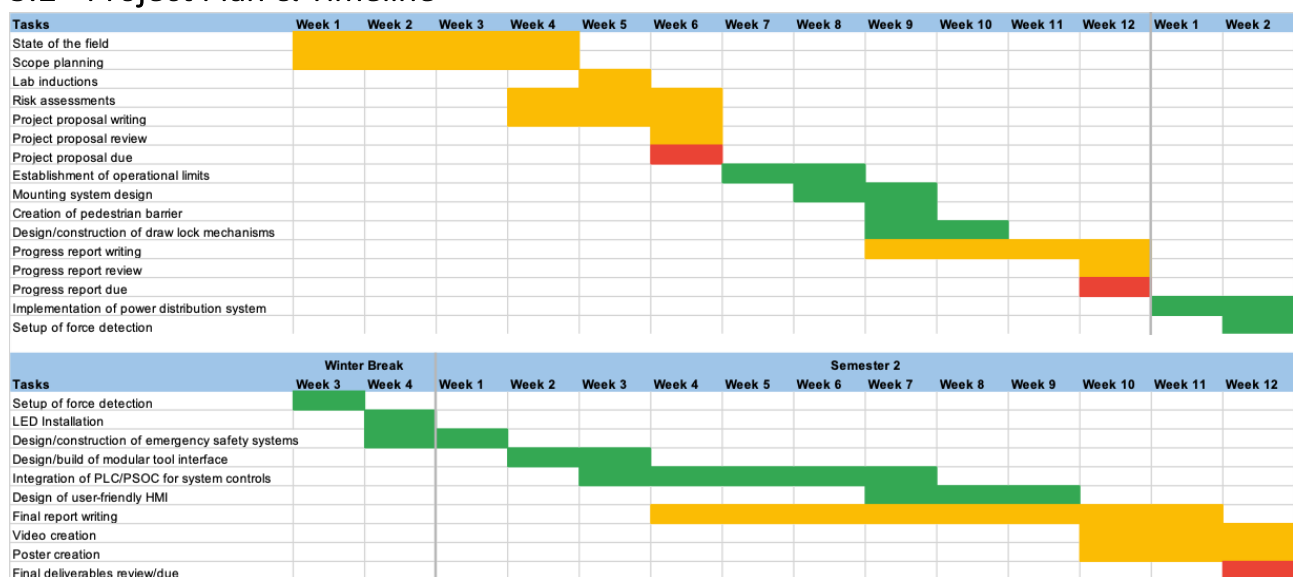 Project Plan & Timeline
Tasks Week 1 Week 2 Week 3 Week 4 Week 5 Week 6 Week 7 Week 8 Week 9 Week 10 Week 11 Week 12 Week 1 Week 2
State of the field
Scope planning
Lab inductions
Risk assessments
Project proposal writing
Project proposal review
Project proposal due
Establishment of operational limits
Mounting system design
Creation of pedestrian barrier
Design/construction of draw lock mechanisms
Progress report writing
Progress report review
Progress report due
Implementation of power distribution system
Setup of force detection
Winter Break Semester 2
Tasks Week 3 Week 4 Week 1 Week 2 Week 3 Week 4 Week 5 Week 6 Week 7 Week 8 Week 9 Week 10 Week 11 Week 12
Setup of force detection
LED Installation
Design/construction of emergency safety systems
Design/build of modular tool interface
Integration of PLC/PSOC for system controls
Design of user-friendly HMI
Final report writing
Video creation
Poster creation
Final deliverables review/due